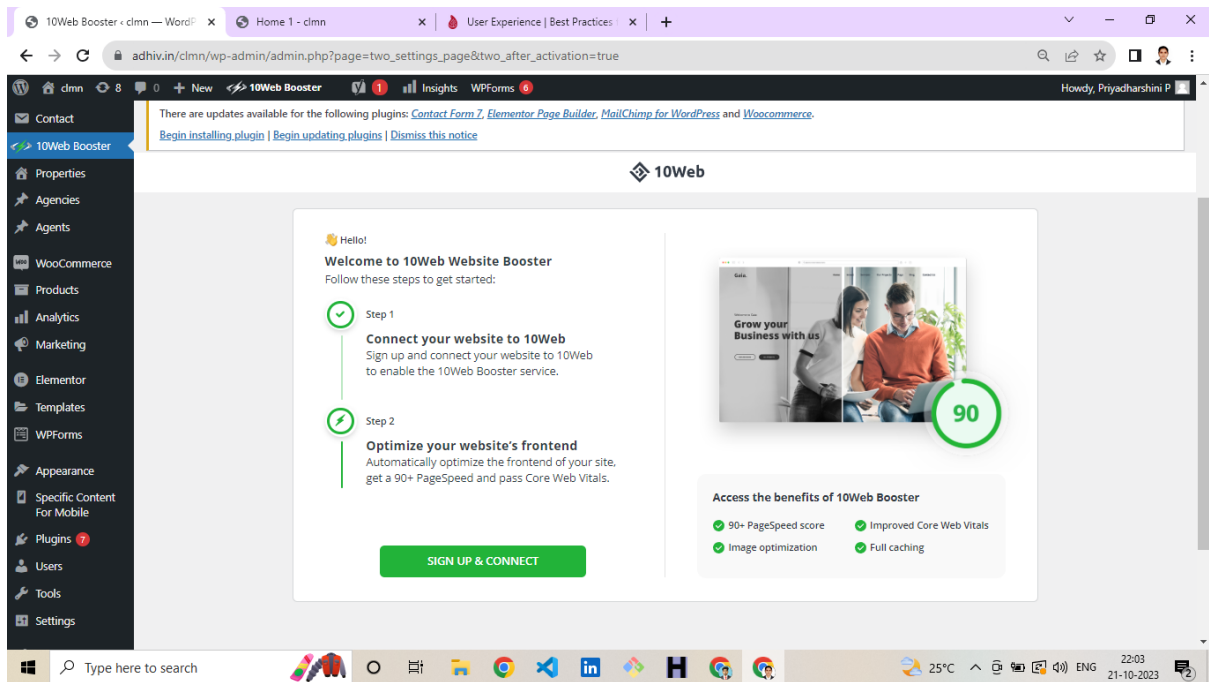 10Web Booster ‹ clmn — WordP
Home 1 - clmn
User Experience | Best Practices
adhiv.in/clmn/wp-admin/admin.php?page=two_settings_page&two_after_activation=true
clmn 8 0 New 10Web Booster 1 Insights WPForms 6 Howdy, Priyadharshini P
Contact
10Web Booster
Properties
Agencies
Agents
WooCommerce
Products
Analytics
Marketing
Elementor
Templates
WPForms
Appearance
Specific Content
For Mobile
Plugins 7
Users
Tools
Settings
There are updates available for the following plugins: Contact Form 7, Elementor Page Builder, MailChimp for WordPress and Woocommerce.
Begin installing plugin | Begin updating plugins | Dismiss this notice
10Web
Hello!
Welcome to 10Web Website Booster
Follow these steps to get started:
Step 1
Connect your website to 10Web
Sign up and connect your website to 10Web
to enable the 10Web Booster service.
Step 2
Optimize your website's frontend
Automatically optimize the frontend of your site,
get a 90+ PageSpeed and pass Core Web Vitals.
SIGN UP & CONNECT
Gaia.
Grow your
Business with us
90
Access the benefits of 10Web Booster
90+ PageSpeed score
Improved Core Web Vitals
Image optimization
Full caching
Type here to search
H
25°C
ENG
22:03
21-10-2023
2